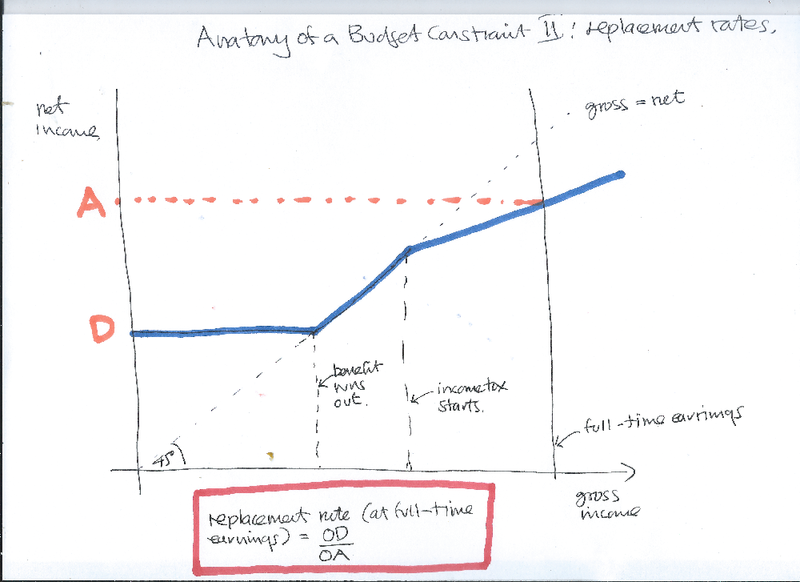 Anatomy of a Budget Constraint II: replacement rates.
net
income
gross = net
A
D
benefit
runs
out.
income tax
starts.
full-time earnings
45°
gross
income
replacement rate (at full-time
earnings) = OD
OA